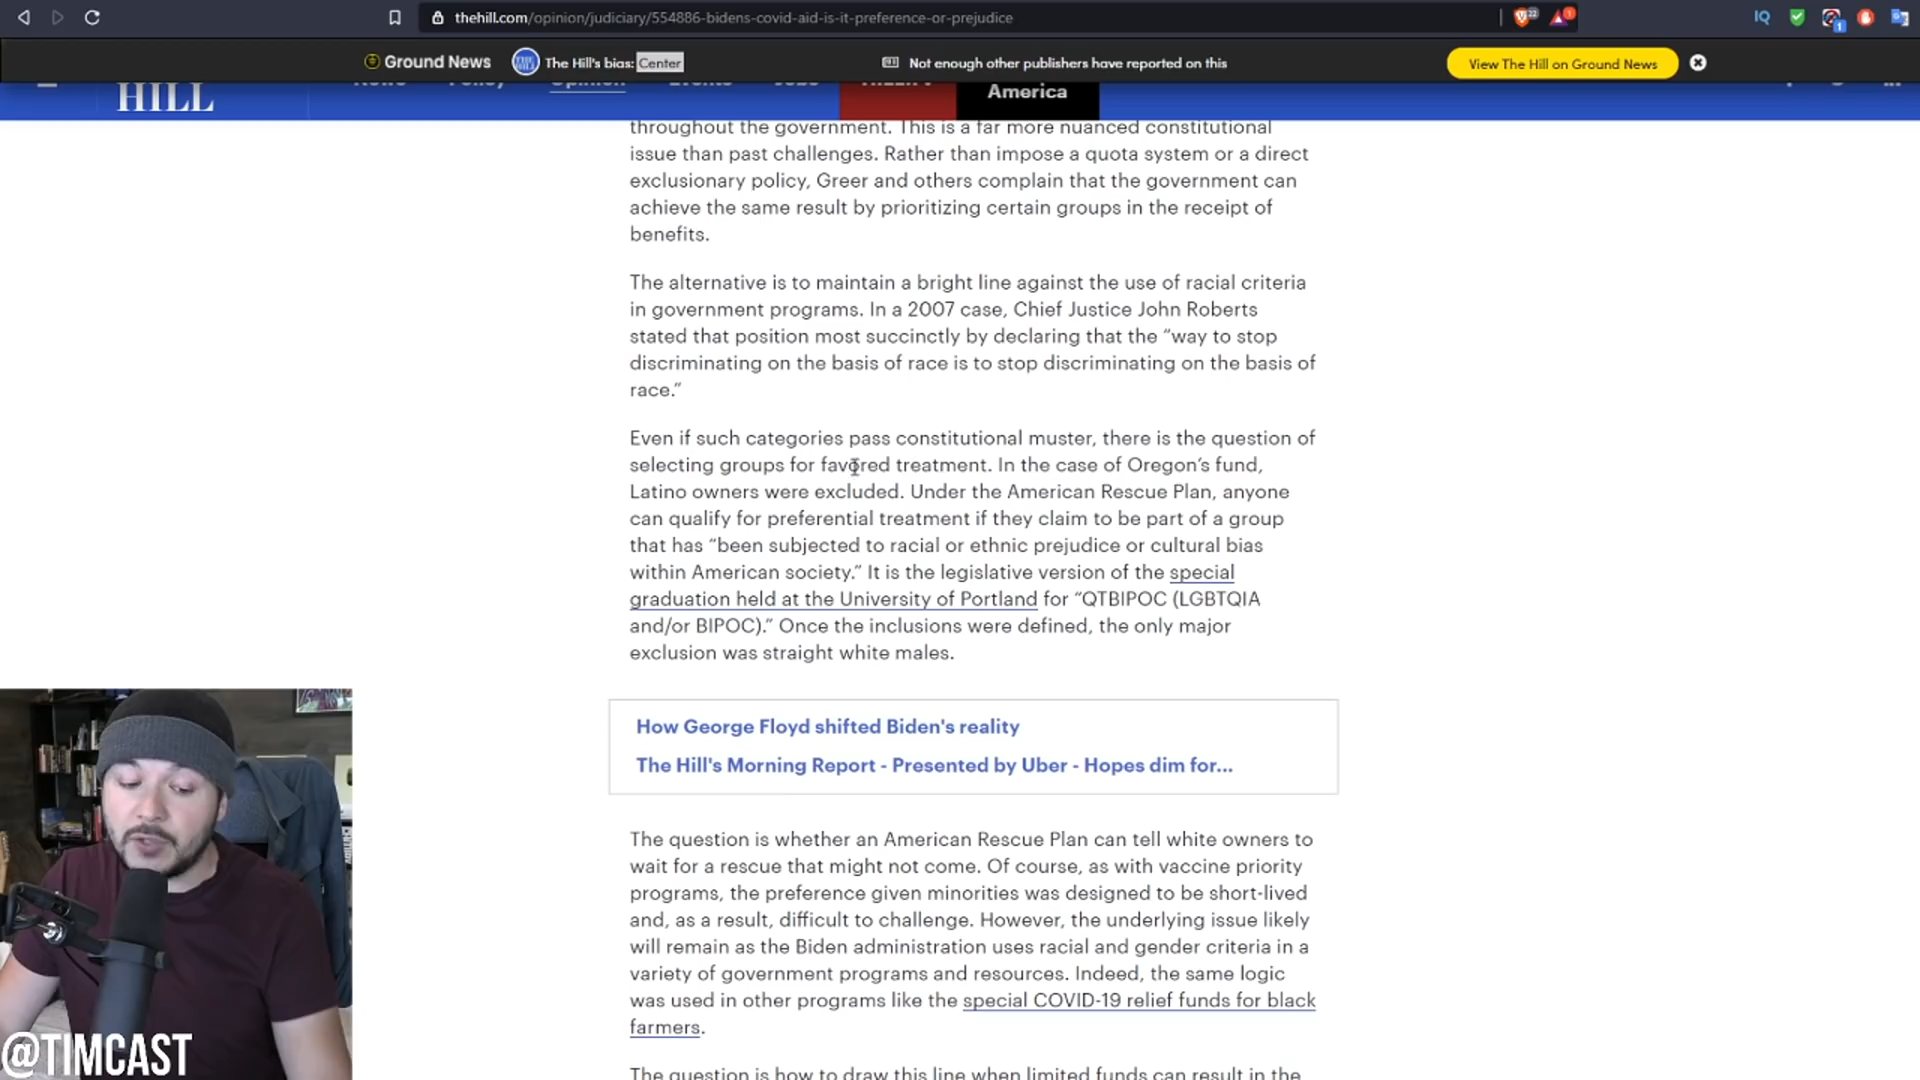 thehill.com/opinion/judiciary/554886-bidens-covid-aid-is-it-preference-or-prejudice
22
1
IQ
1
Ground News
The Hill's bias: Center
Not enough other publishers have reported on this
View The Hill on Ground News
HILL
Opinion
America
throughout the government. This is a far more nuanced constitutional
issue than past challenges. Rather than impose a quota system or a direct
exclusionary policy, Greer and others complain that the government can
achieve the same result by prioritizing certain groups in the receipt of
benefits.
The alternative is to maintain a bright line against the use of racial criteria
in government programs. In a 2007 case, Chief Justice John Roberts
stated that position most succinctly by declaring that the “way to stop
discriminating on the basis of race is to stop discriminating on the basis of
race.”
Even if such categories pass constitutional muster, there is the question of
selecting groups for favored treatment. In the case of Oregon’s fund,
Latino owners were excluded. Under the American Rescue Plan, anyone
can qualify for preferential treatment if they claim to be part of a group
that has “been subjected to racial or ethnic prejudice or cultural bias
within American society.” It is the legislative version of the special
graduation held at the University of Portland for “QTBIPOC (LGBTQIA
and/or BIPOC).” Once the inclusions were defined, the only major
exclusion was straight white males.
How George Floyd shifted Biden's reality
The Hill's Morning Report - Presented by Uber - Hopes dim for...
The question is whether an American Rescue Plan can tell white owners to
wait for a rescue that might not come. Of course, as with vaccine priority
programs, the preference given minorities was designed to be short-lived
and, as a result, difficult to challenge. However, the underlying issue likely
will remain as the Biden administration uses racial and gender criteria in a
variety of government programs and resources. Indeed, the same logic
was used in other programs like the special COVID-19 relief funds for black
farmers.
The question is how to draw this line when limited funds can result in the
@TIMCAST